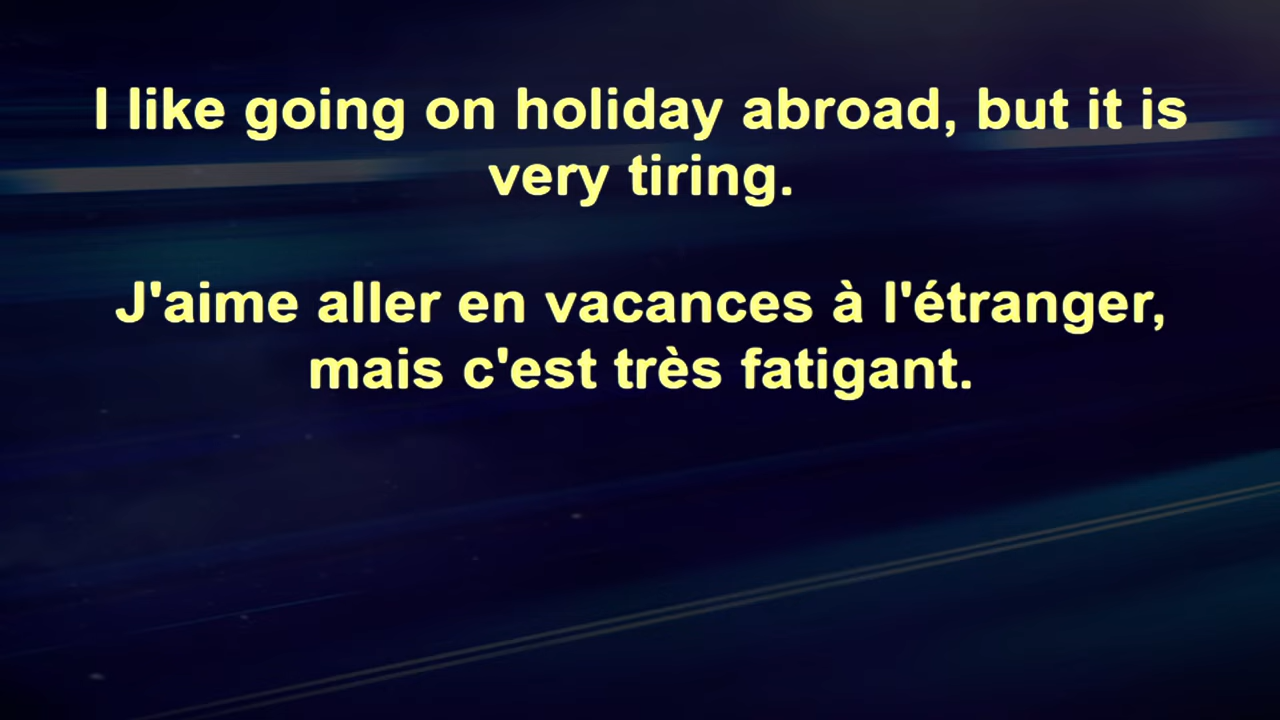 I like going on holiday abroad, but it is
very tiring.
J'aime aller en vacances à l'étranger,
mais c'est très fatigant.